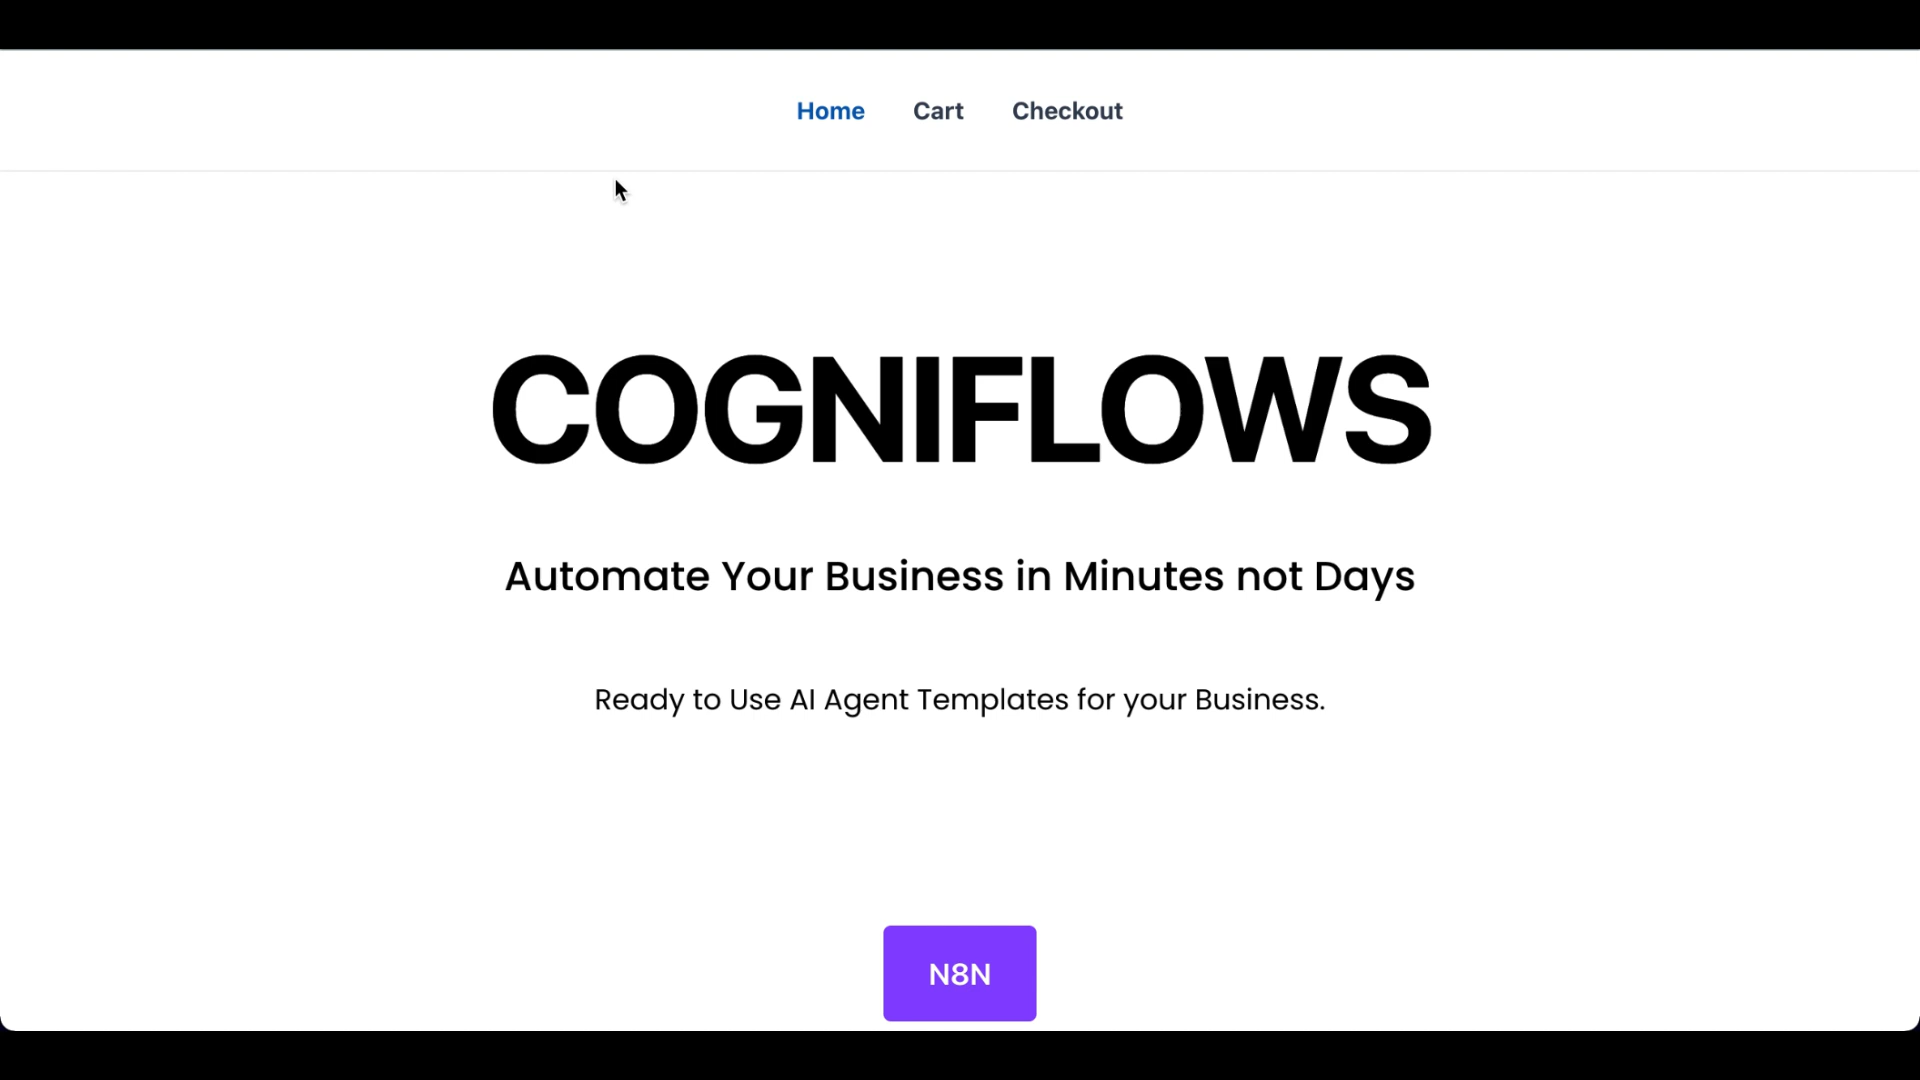 Home Cart Checkout
COGNIFLOWS
Automate Your Business in Minutes not Days
Ready to Use AI Agent Templates for your Business.
N8N